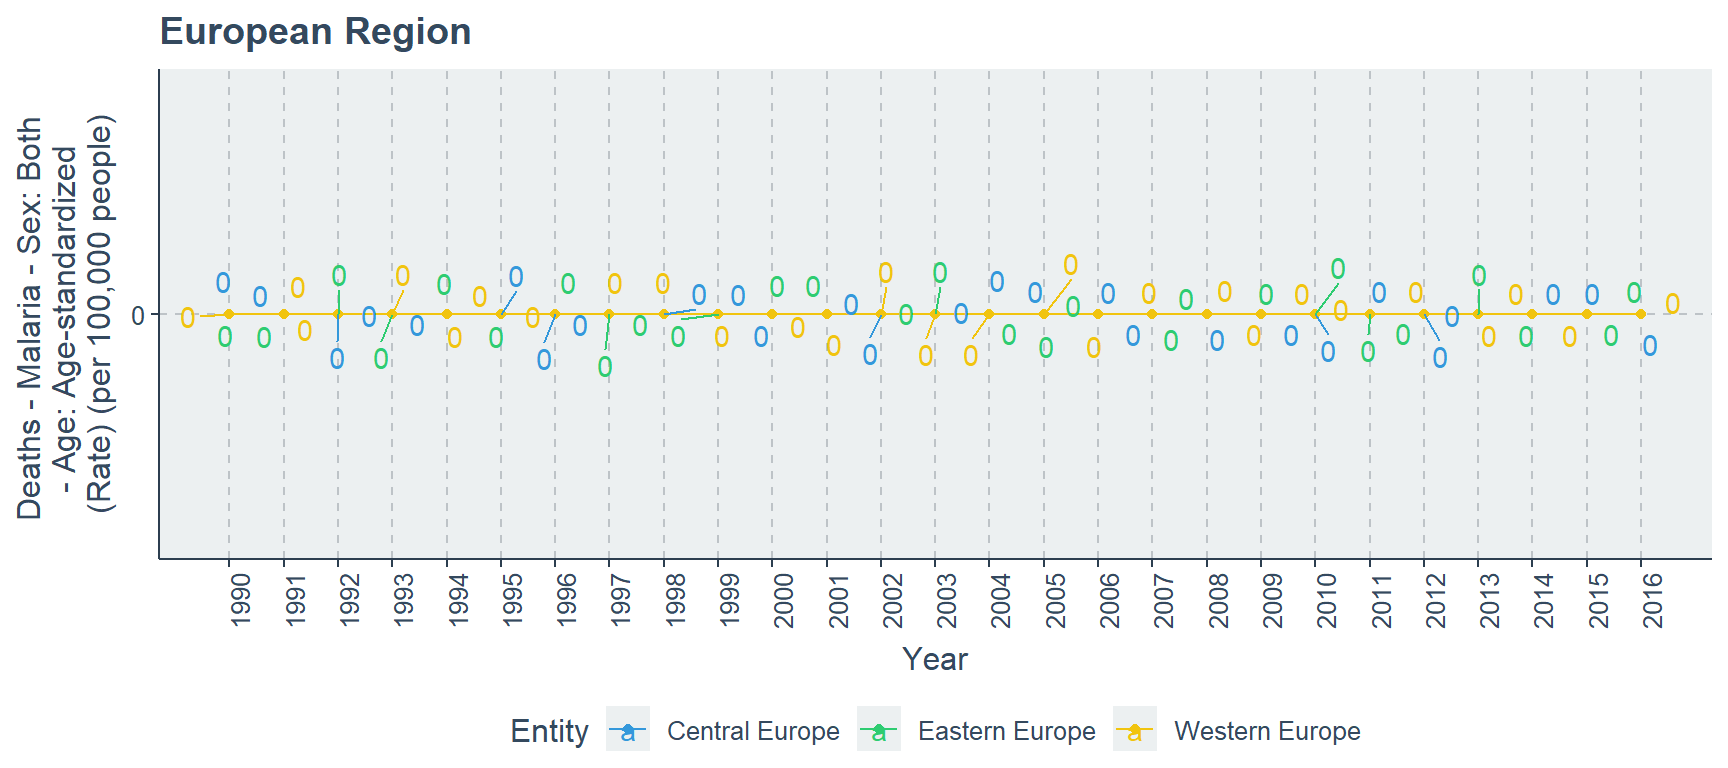 European Region
Deaths - Malaria - Sex: Both
- Age: Age-standardized
(Rate) (per 100,000 people)
0
0 0 0 0 0 0 0 0 0 0 0 0 0 0 0 0 0 0 0 0 0 0 0 0 0 0 0 0 0 0 0 0 0 0 0 0 0 0 0 0 0 0 0 0 0 0 0 0 0 0 0 0 0 0 0 0 0 0 0 0 0 0 0 0 0 0 0 0 0 0 0 0 0 0 0 0 0 0 0 0 0
1990 1991 1992 1993 1994 1995 1996 1997 1998 1999 2000 2001 2002 2003 2004 2005 2006 2007 2008 2009 2010 2011 2012 2013 2014 2015 2016
Year
Entity a Central Europe a Eastern Europe a Western Europe